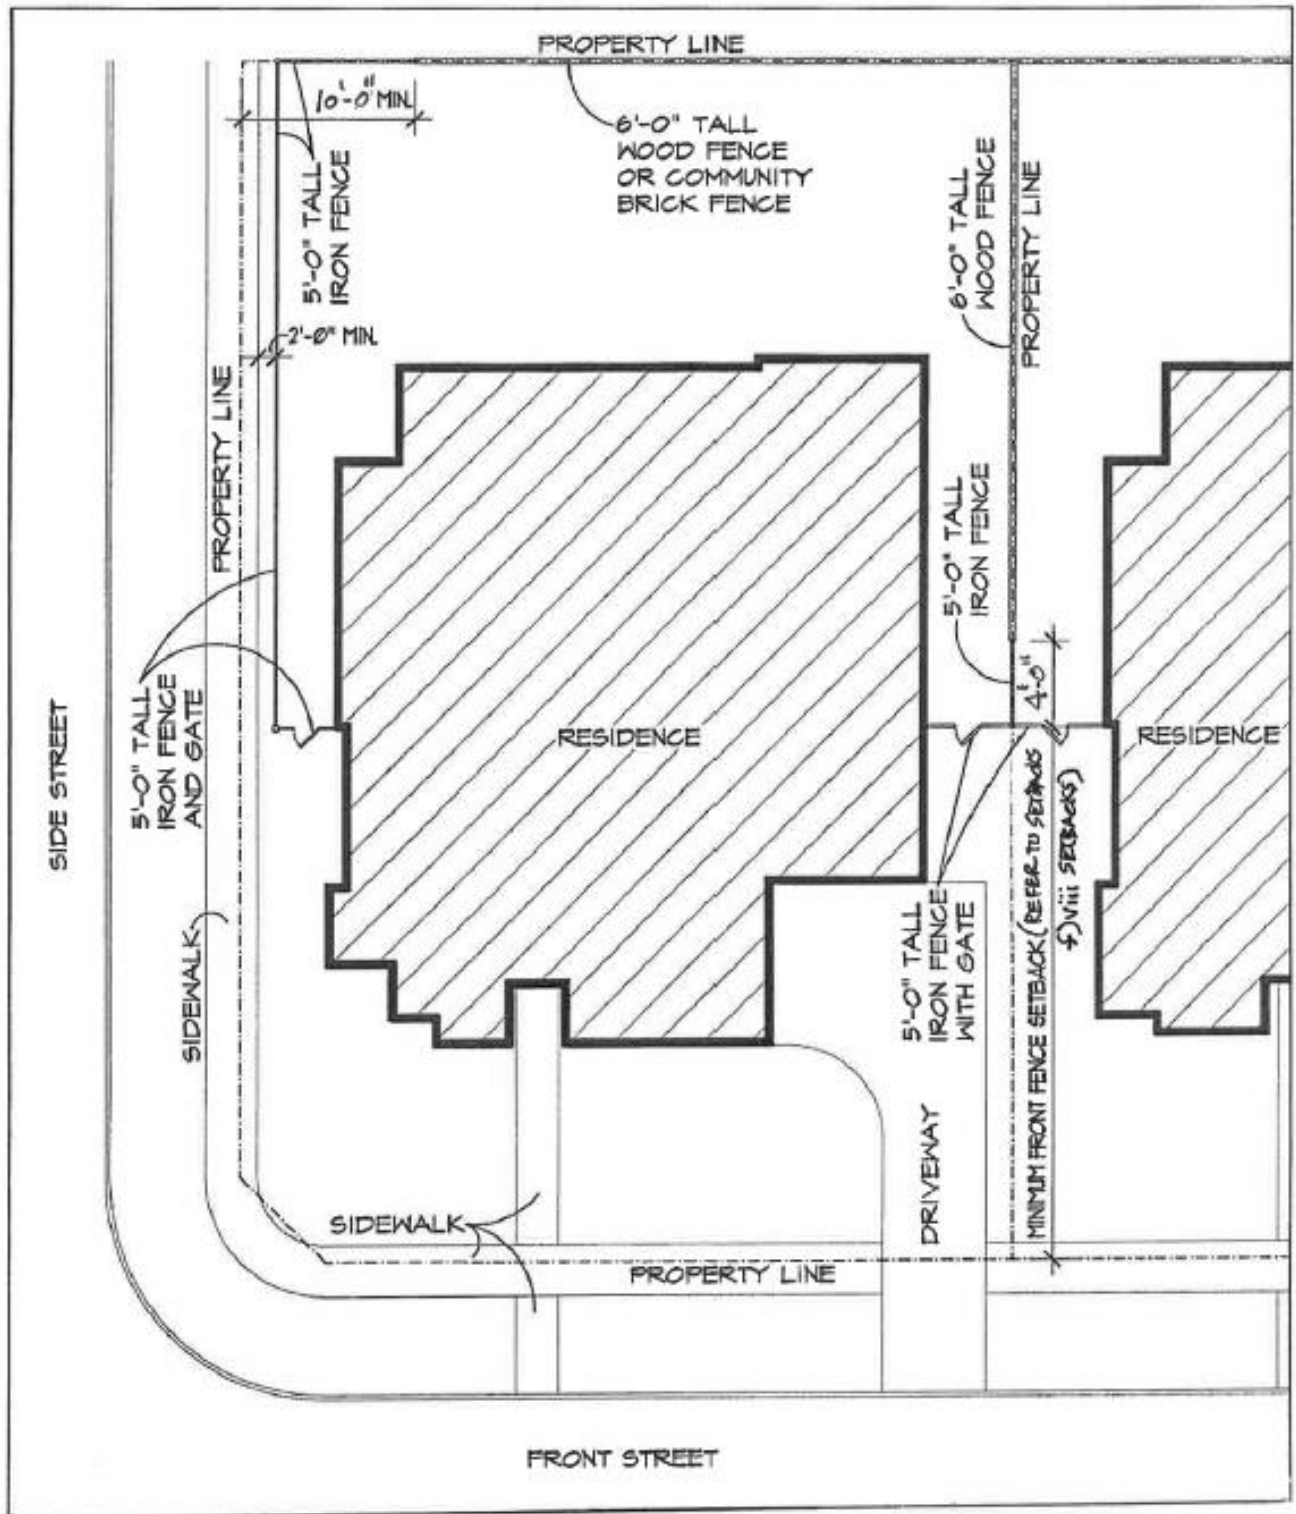 PROPERTY LINE
10'-0" MIN.
6'-0" TALL
WOOD FENCE
OR COMMUNITY
BRICK FENCE
5'-0" TALL
IRON FENCE
6'-0" TALL
WOOD FENCE
PROPERTY LINE
2'-0" MIN.
PROPERTY LINE
5'-0" TALL
IRON FENCE
5'-0" TALL
IRON FENCE
AND GATE
4'-0"
SIDE STREET
RESIDENCE
RESIDENCE
MINIMUM FRONT FENCE SETBACK (REFER TO SETBACKS
f) viii SETBACKS)
5'-0" TALL
IRON FENCE
WITH GATE
SIDEWALK
DRIVEWAY
SIDEWALK
PROPERTY LINE
FRONT STREET